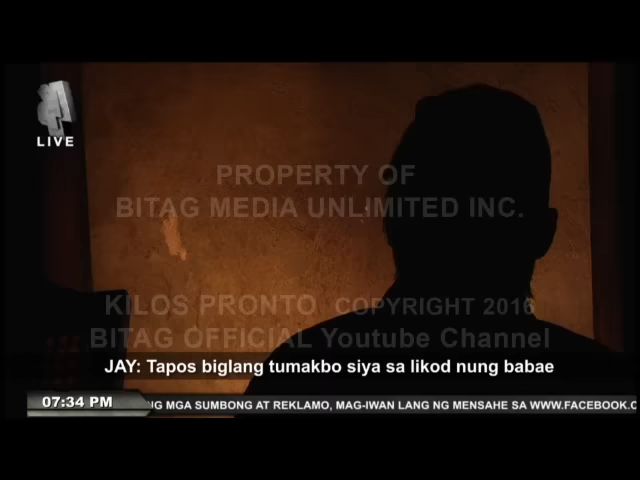 LIVE
PROPERTY OF
BITAG MEDIA UNLIMITED INC.
KILOS PRONTO COPYRIGHT 2016
BITAG OFFICIAL Youtube Channel
JAY: Tapos biglang tumakbo siya sa likod nung babae
07:34 PM
MGA SUMBONG AT REKLAMO, MAG-IWAN LANG NG MENSAHE SA WWW.FACEBOOK.C